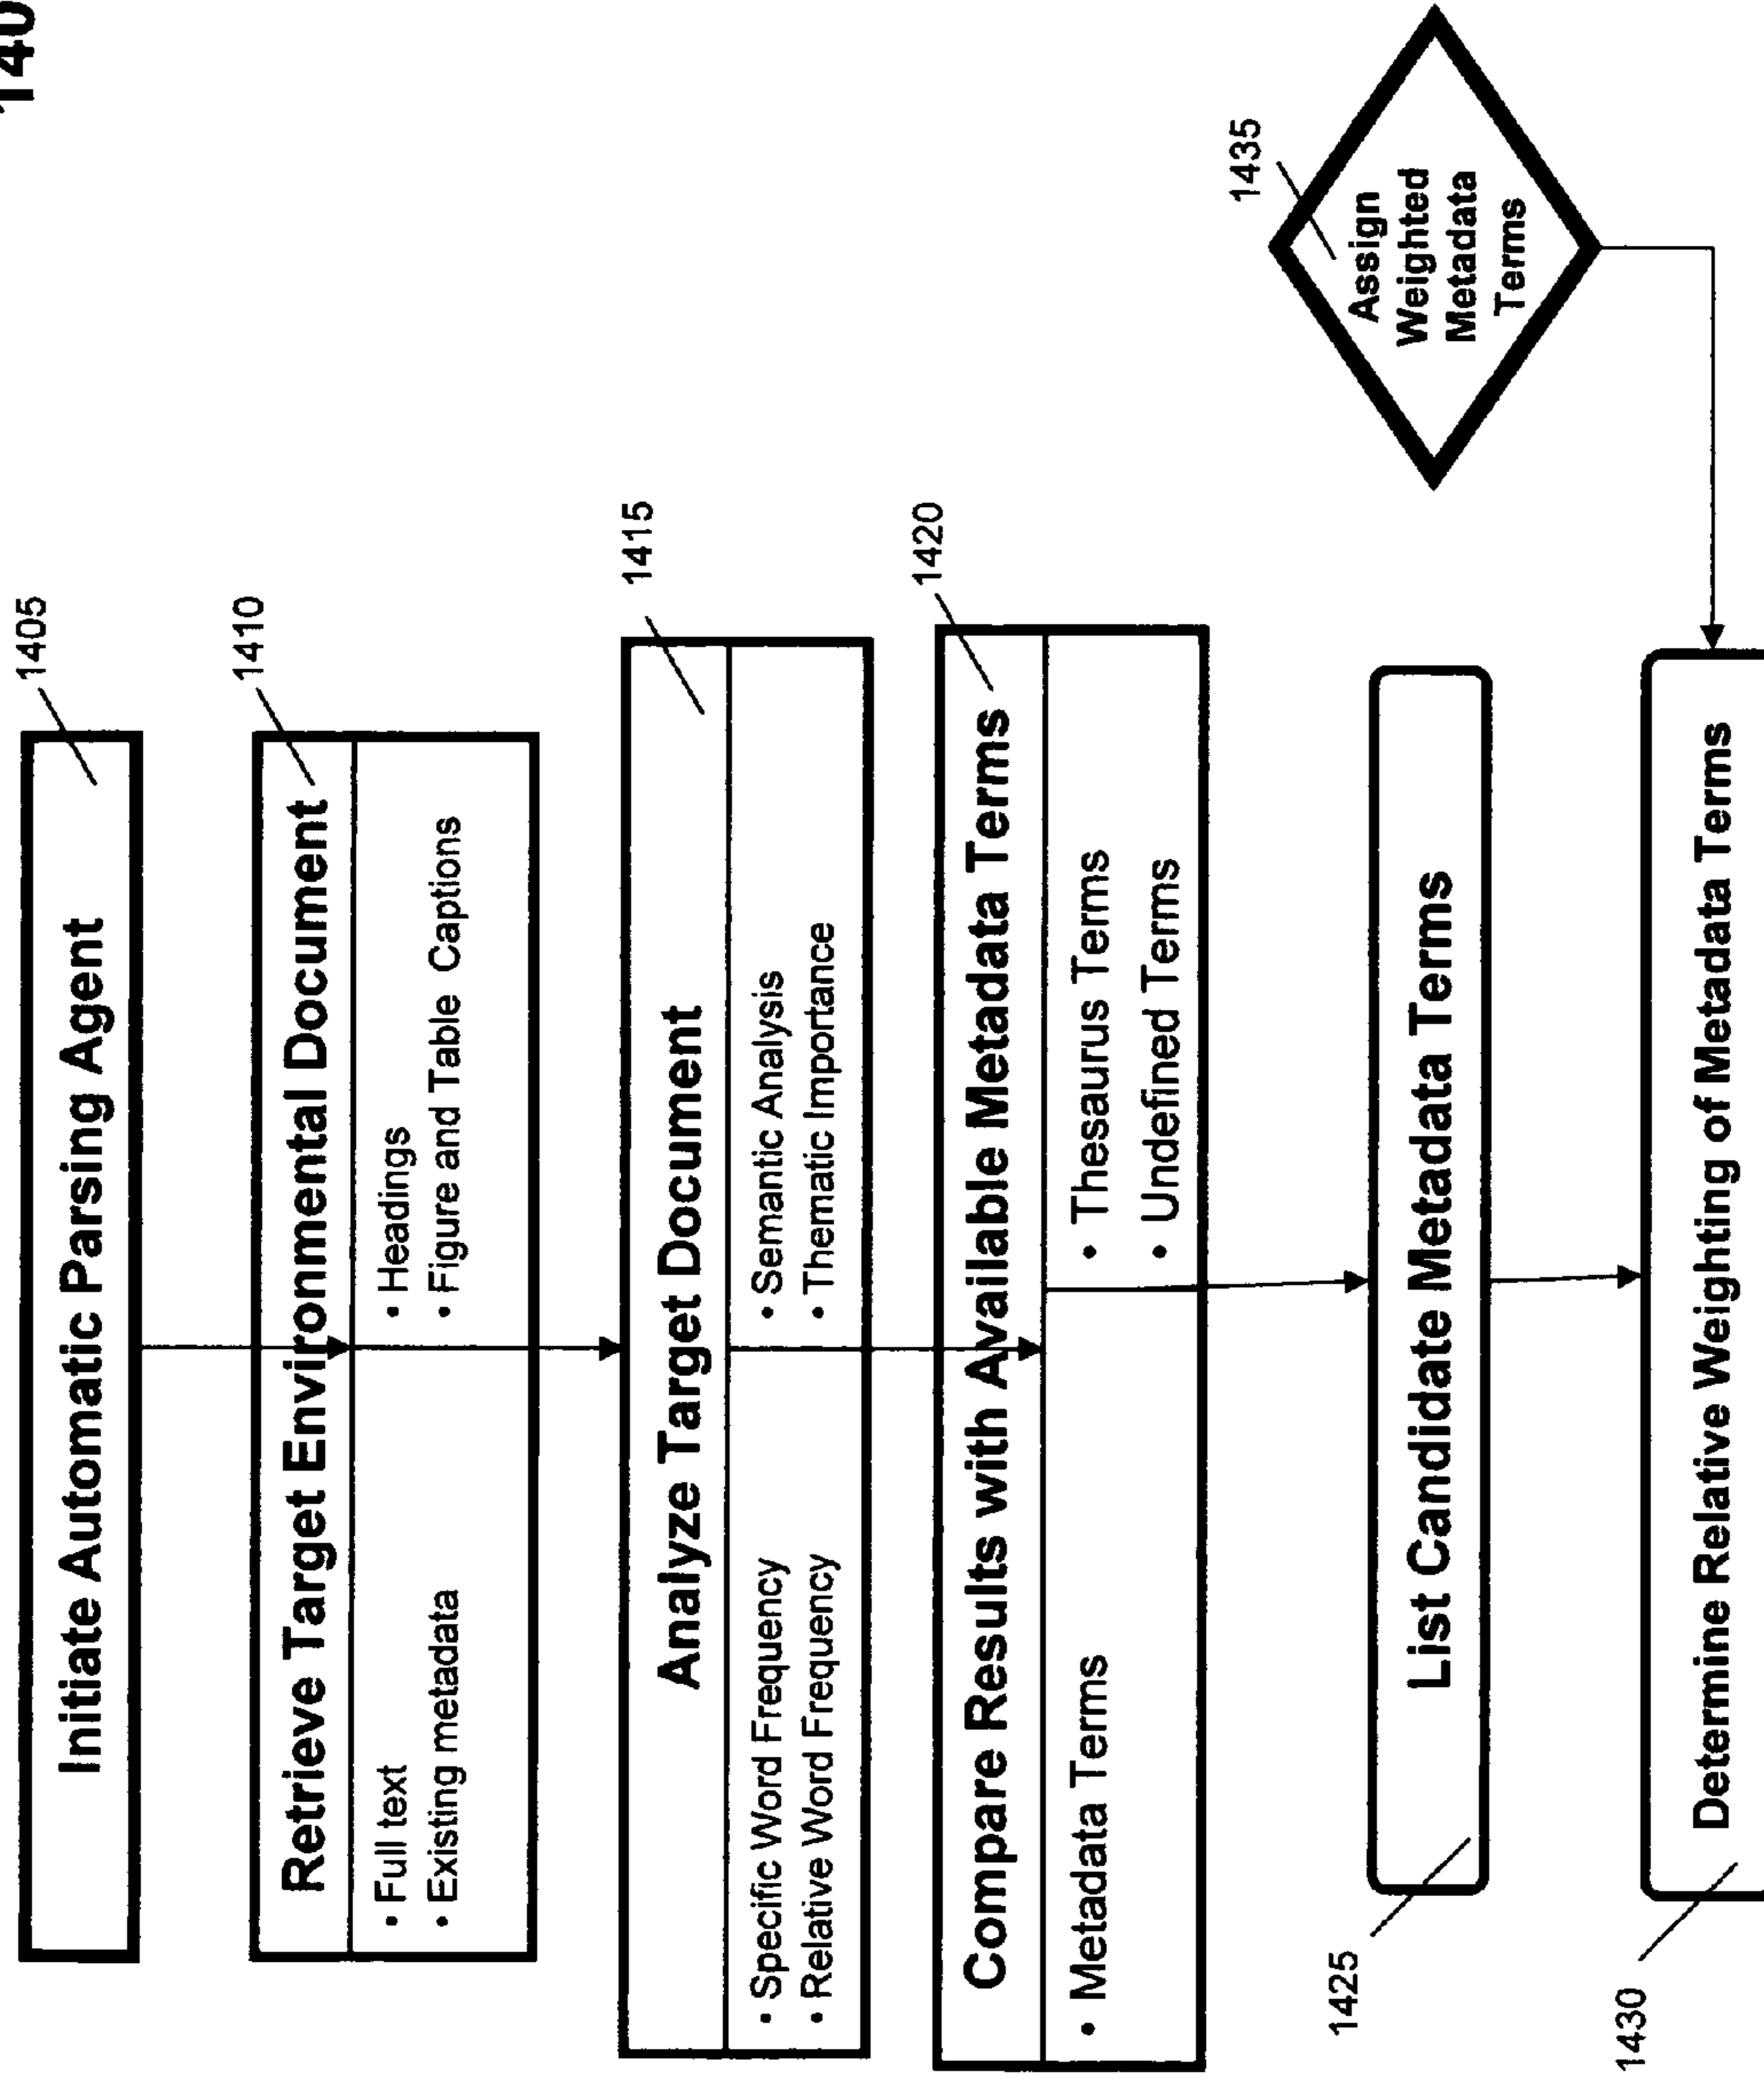 140
1405
Initiate Automatic Parsing Agent
1410
Retrieve Target Environmental Document
• Full text
• Existing metadata
• Headings
• Figure and Table Captions
1415
Analyze Target Document
• Specific Word Frequency
• Relative Word Frequency
• Semantic Analysis
• Thematic Importance
1420
Compare Results with Available Metadata Terms
• Metadata Terms
• Thesaurus Terms
• Undefined Terms
1425
List Candidate Metadata Terms
1435
Assign
Weighted
Metadata
Terms
1430
Determine Relative Weighting of Metadata Terms